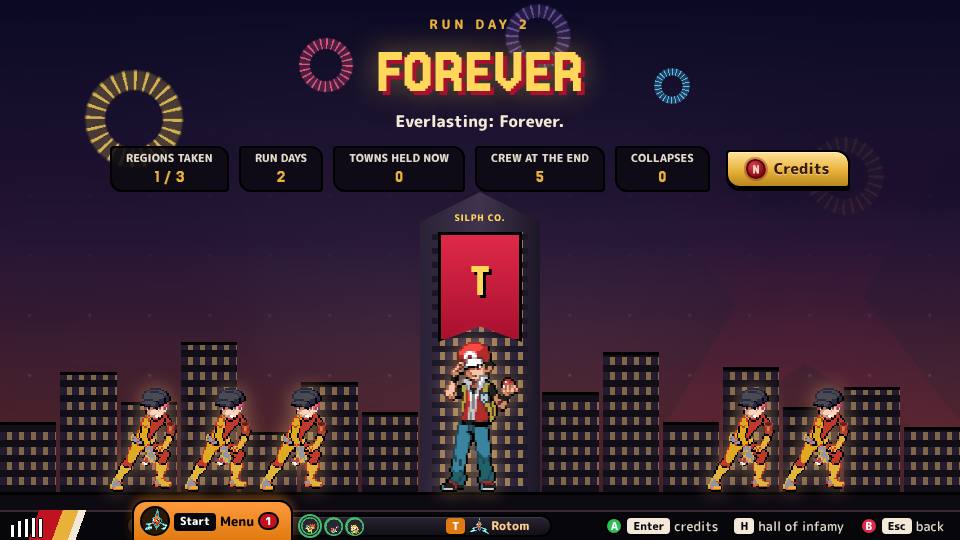 RUN DAY 2
FOREVER
Everlasting: Forever.
REGIONS TAKEN
1 / 3
RUN DAYS
2
TOWNS HELD NOW
0
CREW AT THE END
5
COLLAPSES
0
N Credits
SILPH CO.
T
Start Menu 1
T Rotom
A Enter credits
H hall of infamy
B Esc back